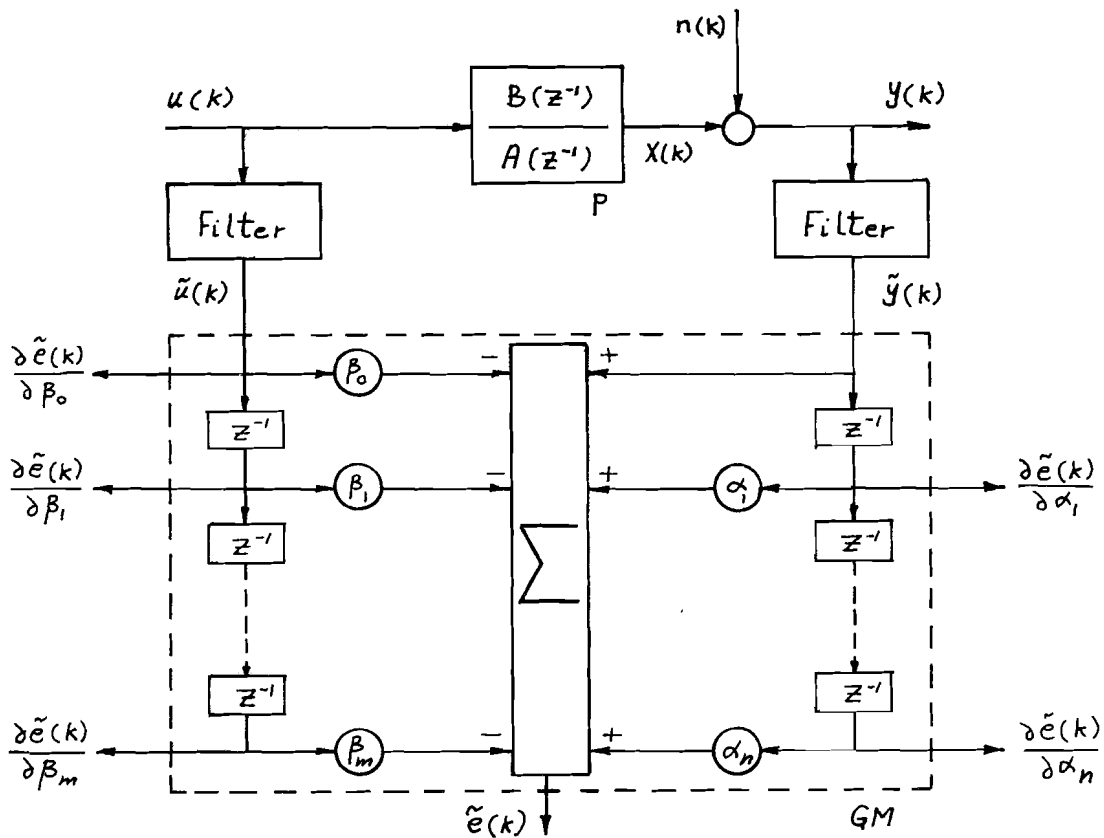 n(k)
u(k)
B(z⁻¹)
A(z⁻¹)
X(k)
y(k)
P
Filter
Filter
ũ(k)
ỹ(k)
∂ẽ(k)
∂β₀
β₀
−
+
z⁻¹
z⁻¹
∂ẽ(k)
∂β₁
β₁
−
+
α₁
∂ẽ(k)
∂α₁
z⁻¹
z⁻¹
Σ
z⁻¹
z⁻¹
∂ẽ(k)
∂βₘ
βₘ
−
+
αₙ
∂ẽ(k)
∂αₙ
ẽ(k)
GM